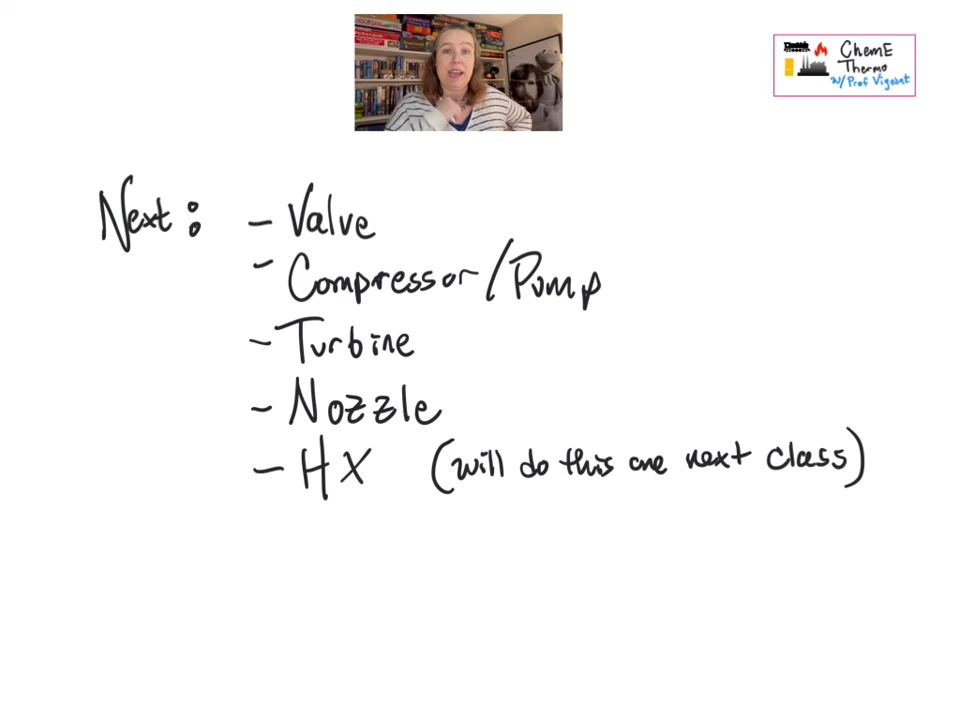 ChemE
Thermo
w/ Prof Vigeant
Next:
- Valve
- Compressor/Pump
- Turbine
- Nozzle
- HX (will do this one next class)